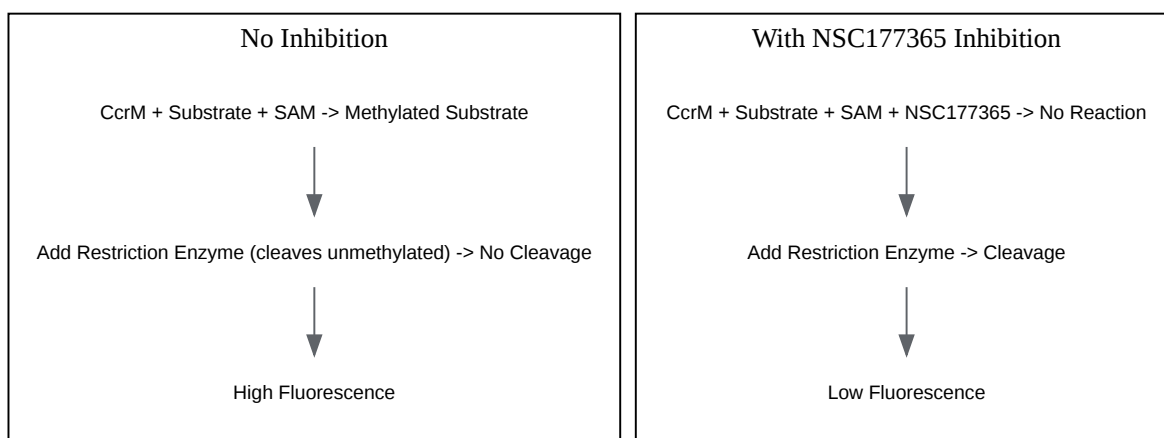 No Inhibition
CcrM + Substrate + SAM -> Methylated Substrate
Add Restriction Enzyme (cleaves unmethylated) -> No Cleavage
High Fluorescence
With NSC177365 Inhibition
CcrM + Substrate + SAM + NSC177365 -> No Reaction
Add Restriction Enzyme -> Cleavage
Low Fluorescence